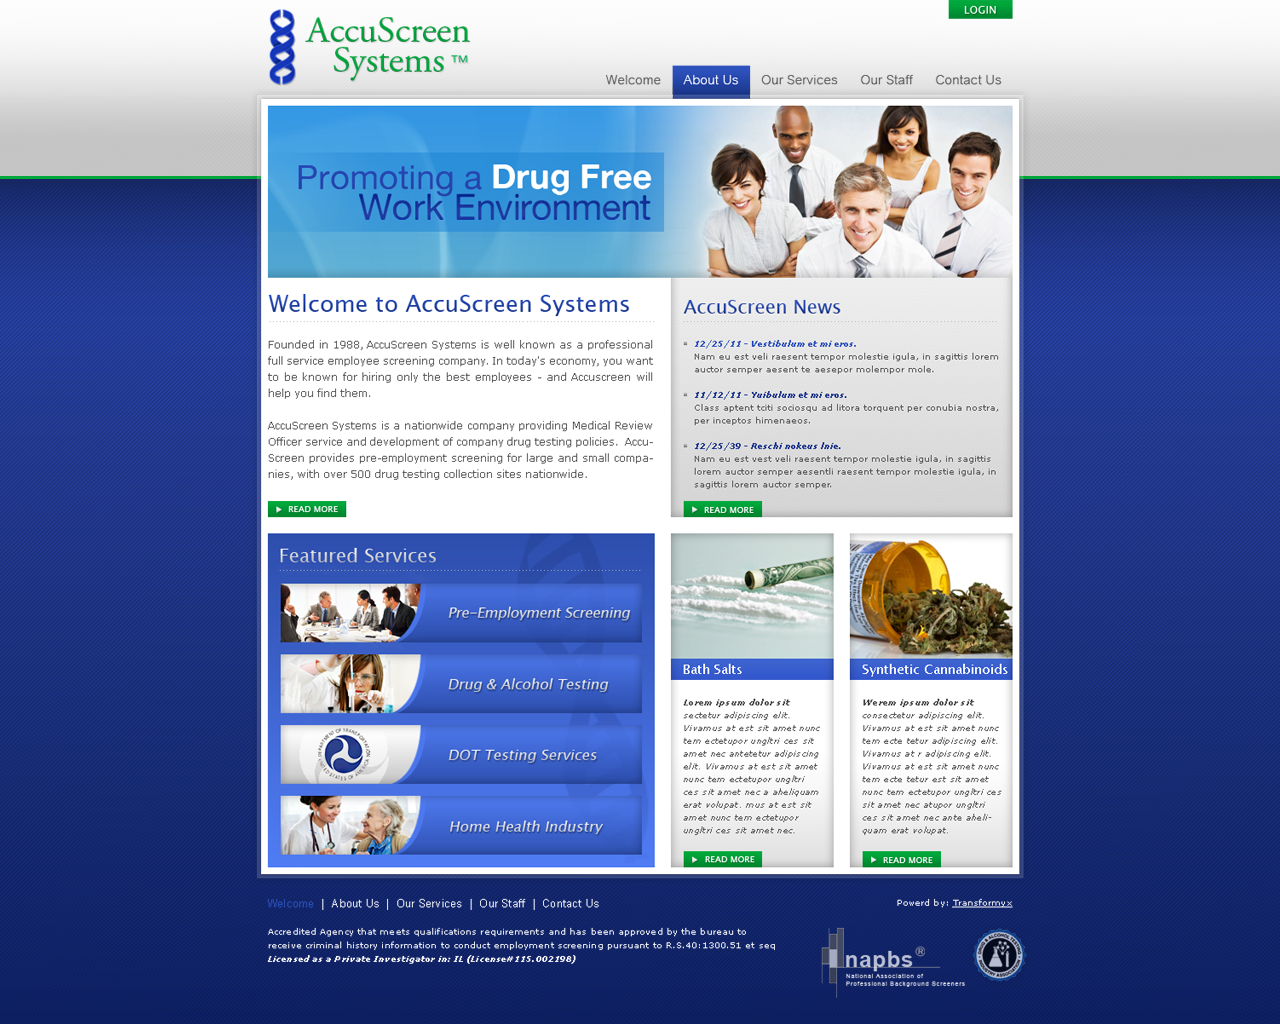 LOGIN
AccuScreen
Systems ™
Welcome About Us Our Services Our Staff Contact Us
Promoting a Drug Free
Work Environment
Welcome to AccuScreen Systems
Founded in 1988, AccuScreen Systems is well known as a professional
full service employee screening company. In today's economy, you want
to be known for hiring only the best employees - and Accuscreen will
help you find them.
AccuScreen Systems is a nationwide company providing Medical Review
Officer service and development of company drug testing policies. Accu-
Screen provides pre-employment screening for large and small compa-
nies, with over 500 drug testing collection sites nationwide.
READ MORE
AccuScreen News
12/25/11 - Vestibulum et mi eros.
Nam eu est veli raesent tempor molestie igula, in sagittis lorem
auctor semper aesent te aesepor molempor mole.
11/12/11 - Yuibulum et mi eros.
Class aptent tciti sociosqu ad litora torquent per conubia nostra,
per inceptos himenaeos.
12/25/39 - Reschi nokeus lnie.
Nam eu est vest veli raesent tempor molestie igula, in sagittis
lorem auctor semper aesentli raesent tempor molestie igula, in
sagittis lorem auctor semper.
READ MORE
Featured Services
Pre-Employment Screening
Drug & Alcohol Testing
DEPARTMENT OF TRANSPORTATION
UNITED STATES OF AMERICA
DOT Testing Services
Home Health Industry
Bath Salts
Lorem ipsum dolor sit
sectetur adipiscing elit.
Vivamus at est sit amet nunc
tem ectetupor ungltri ces sit
amet nec antetetur adipiscing
elit. Vivamus at est sit amet
nunc tem ectetupor ungltri
ces sit amet nec a aheliquam
erat volupat. mus at est sit
amet nunc tem ectetupor
ungltri ces sit amet nec.
READ MORE
Synthetic Cannabinoids
Werem ipsum dolor sit
consectetur adipiscing elit.
Vivamus at est sit amet nunc
tem ecte tetur adipiscing elit.
Vivamus at r adipiscing elit.
Vivamus at est sit amet nunc
tem ecte tetur est sit amet
nunc tem ectetupor ungltri ces
sit amet nec atupor ungltri
ces sit amet nec ante aheli-
quam erat volupat.
READ MORE
Welcome | About Us | Our Services | Our Staff | Contact Us
Powerd by: Transformyx
Accredited Agency that meets qualifications requirements and has been approved by the bureau to
receive criminal history information to conduct employment screening pursuant to R.S.40:1300.51 et seq
Licensed as a Private Investigator in: IL (License#115.002198)
napbs®
National Association of
Professional Background Screeners